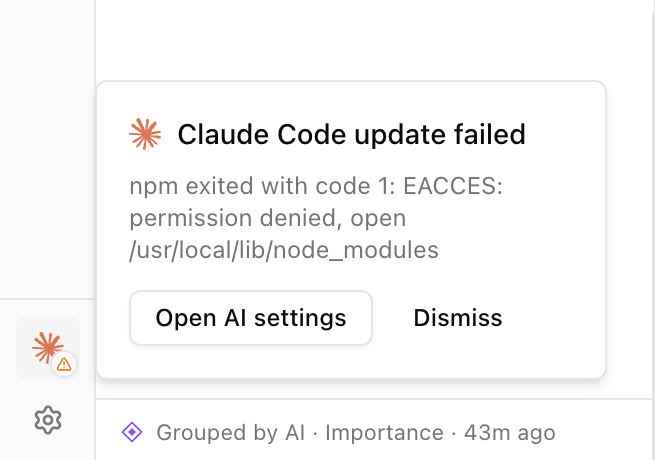 Claude Code update failed
npm exited with code 1: EACCES:
permission denied, open
/usr/local/lib/node_modules
Open AI settings
Dismiss
Grouped by AI · Importance · 43m ago